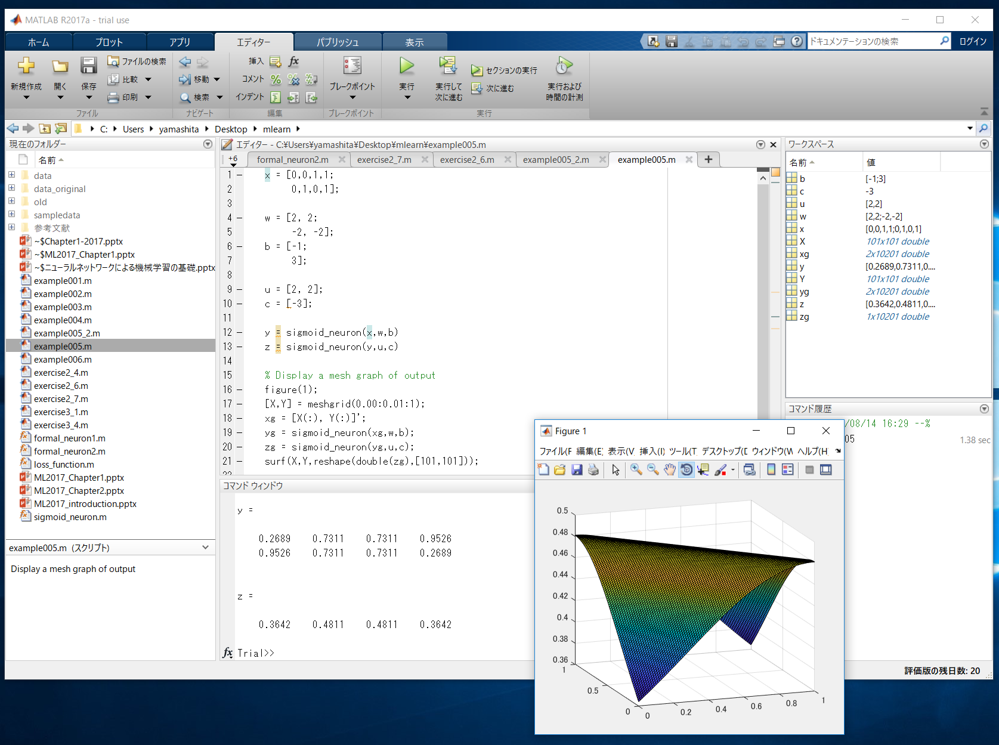 MATLAB R2017a - trial use
ホーム プロット アプリ エディター パブリッシュ 表示 ドキュメンテーションの検索 ログイン
新規作成 開く 保存 ファイルの検索 比較 印刷 ファイル
移動 検索 ナビゲート
挿入 fx コメント インデント 編集
ブレークポイント ブレークポイント
実行 実行して次に進む セクションの実行 次に進む 実行および時間の計測 実行
C: Users yamashita Desktop mlearn
現在のフォルダー
名前
data
data_original
old
sampledata
参考文献
~$Chapter1-2017.pptx
~$ML2017_Chapter1.pptx
~$ニューラルネットワークによる機械学習の基礎.pptx
example001.m
example002.m
example003.m
example004.m
example005_2.m
example005.m
example006.m
exercise2_4.m
exercise2_6.m
exercise2_7.m
exercise3_1.m
exercise3_4.m
formal_neuron1.m
formal_neuron2.m
loss_function.m
ML2017_Chapter1.pptx
ML2017_Chapter2.pptx
ML2017_introduction.pptx
sigmoid_neuron.m
example005.m (スクリプト)
Display a mesh graph of output
エディター - C:¥Users¥yamashita¥Desktop¥mlearn¥example005.m
+6 formal_neuron2.m exercise2_7.m exercise2_6.m example005_2.m example005.m +
1 – x = [0,0,1,1;
2 0,1,0,1];
3
4 – w = [2, 2;
5 -2, -2];
6 – b = [-1;
7 3];
8
9 – u = [2, 2];
10 – c = [-3];
11
12 – y = sigmoid_neuron(x,w,b)
13 – z = sigmoid_neuron(y,u,c)
14
15 % Display a mesh graph of output
16 – figure(1);
17 – [X,Y] = meshgrid(0.00:0.01:1);
18 – xg = [X(:), Y(:)]';
19 – yg = sigmoid_neuron(xg,w,b);
20 – zg = sigmoid_neuron(yg,u,c);
21 – surf(X,Y,reshape(double(zg),[101,101]));
コマンド ウィンドウ
y =
0.2689 0.7311 0.7311 0.9526
0.9526 0.7311 0.7311 0.2689
z =
0.3642 0.4811 0.4811 0.3642
fx Trial>>
ワークスペース
名前 値
b [-1;3]
c -3
u [2,2]
w [2,2;-2,-2]
x [0,0,1,1;0,1,0,1]
X 101x101 double
xg 2x10201 double
y [0.2689,0.7311,0....
Y 101x101 double
yg 2x10201 double
z [0.3642,0.4811,0....
zg 1x10201 double
コマンド履歴
/08/14 16:29 --%
05 1.38 sec
Figure 1
ファイル(F 編集(E) 表示(V 挿入(I) ツール(T デスクトップ(D ウィンドウ(W ヘルプ(H
0.5
0.48
0.46
0.44
0.42
0.4
0.38
0.36
1
0.5
0
0 0.2 0.4 0.6 0.8 1
評価版の残日数: 20